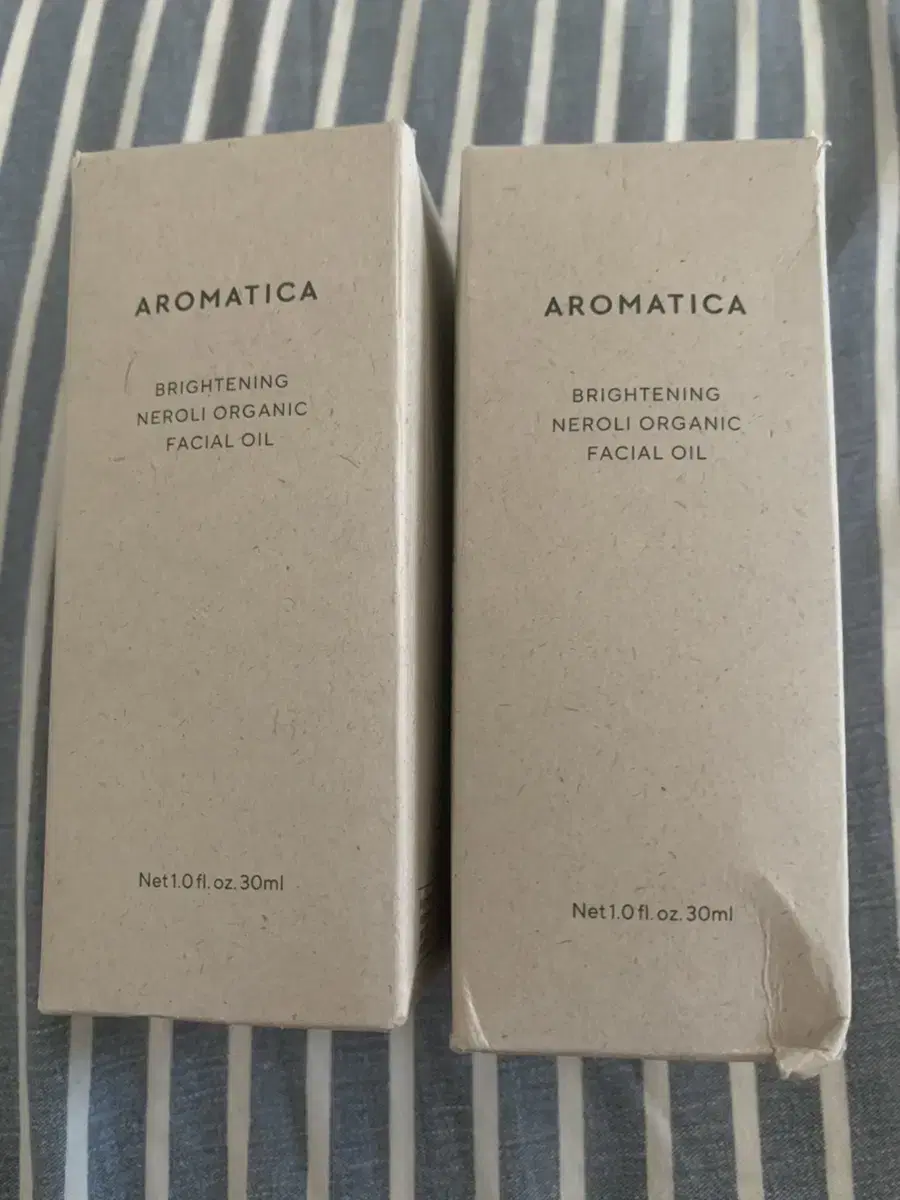 AROMATICA
BRIGHTENING
NEROLI ORGANIC
FACIAL OIL
Net 1.0 fl. oz. 30ml
AROMATICA
BRIGHTENING
NEROLI ORGANIC
FACIAL OIL
Net 1.0 fl. oz. 30ml